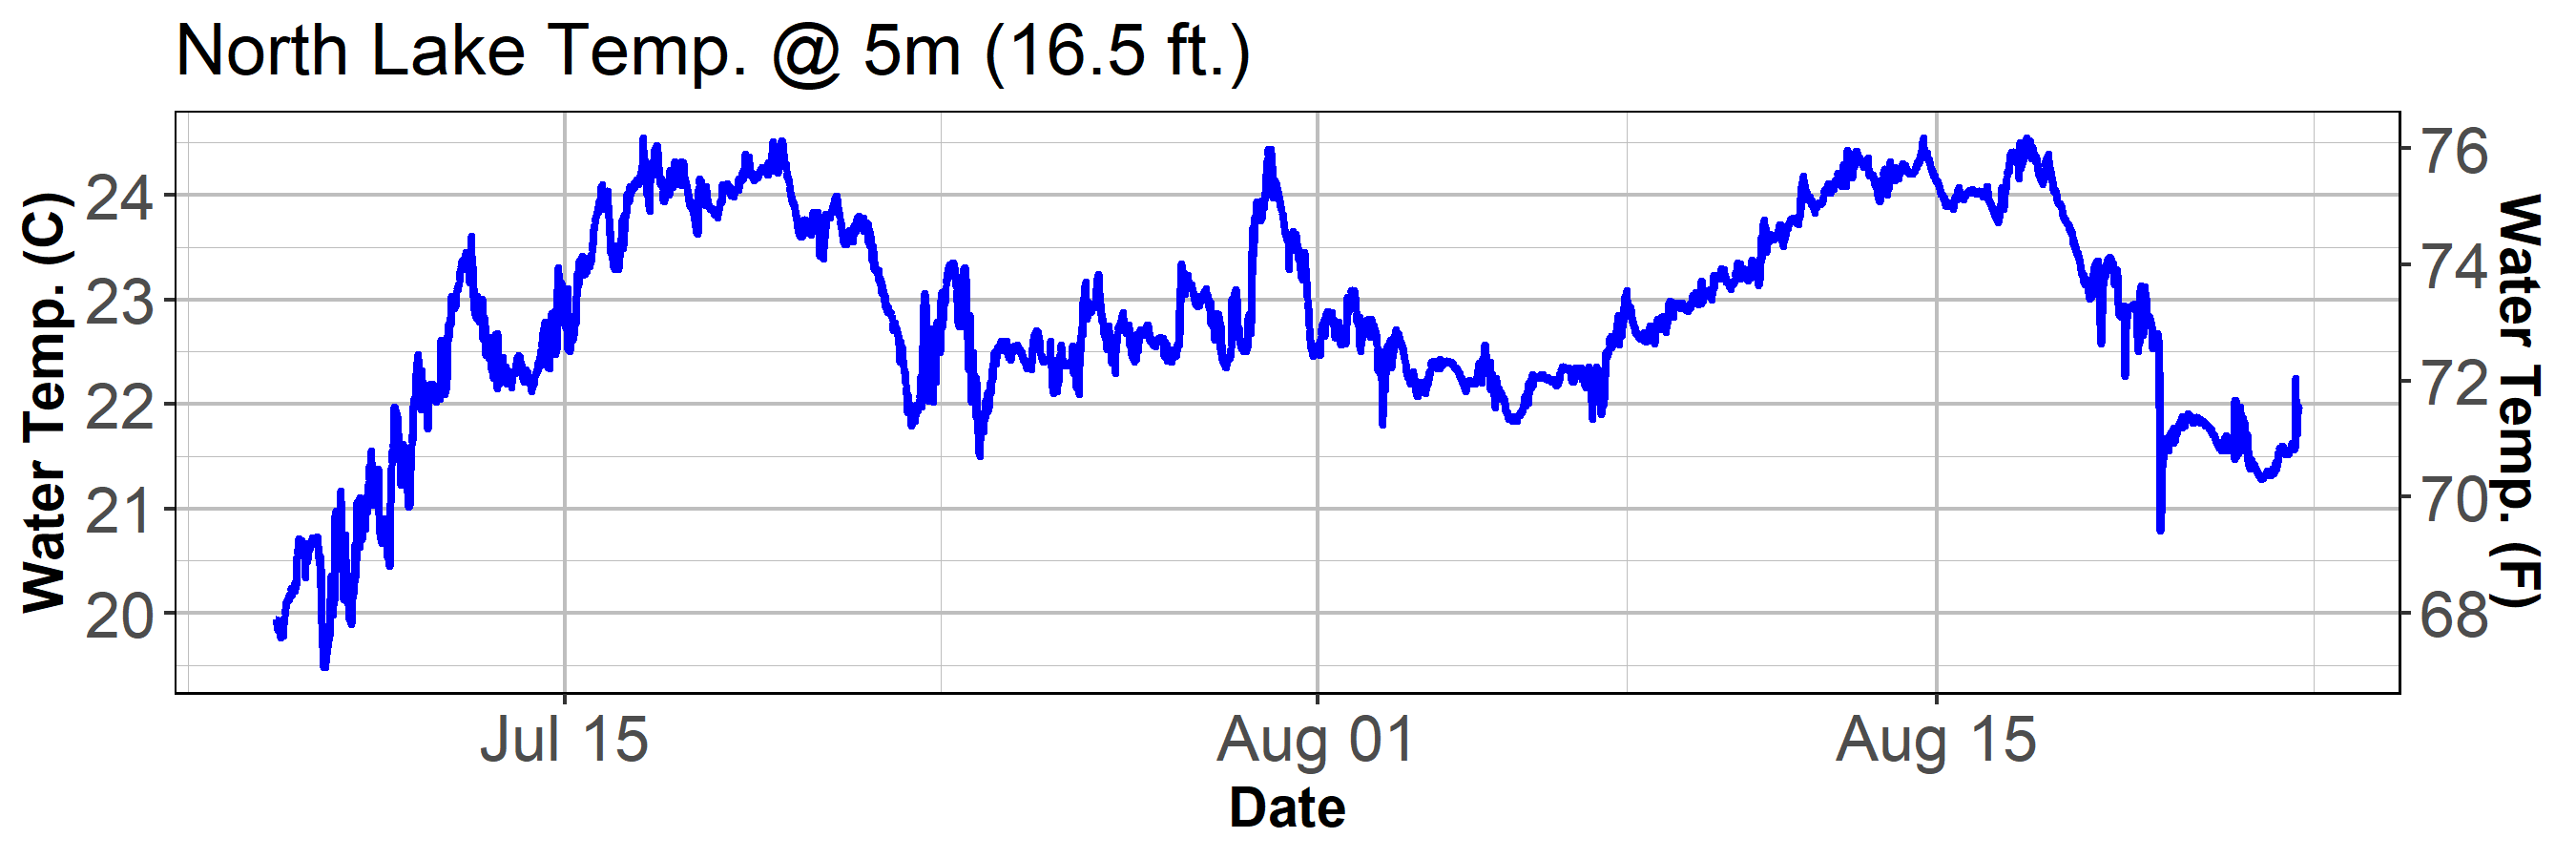 North Lake Temp. @ 5m (16.5 ft.)
Water Temp. (C)
24
23
22
21
20
76
74
72
70
68
Water Temp. (F)
Jul 15
Aug 01
Aug 15
Date